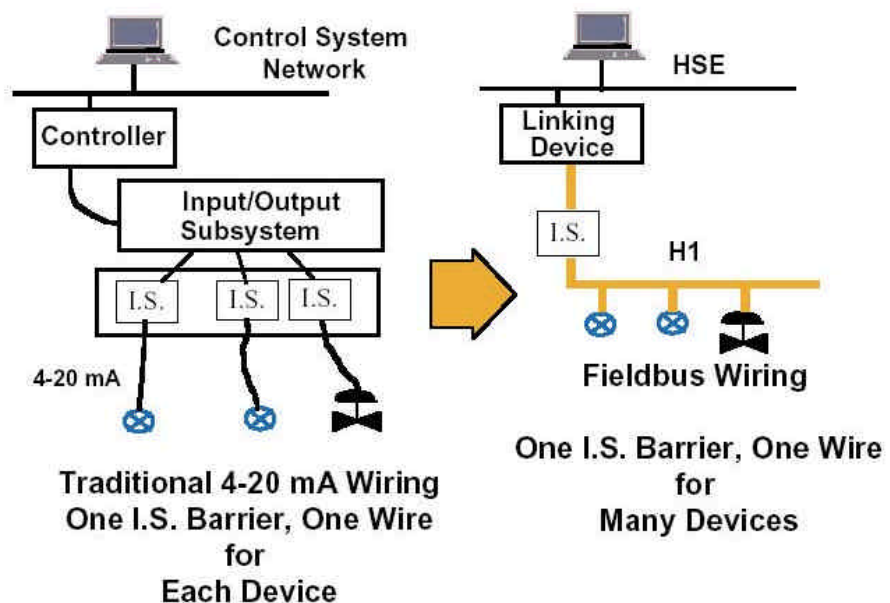 Control System
Network
Controller
Input/Output
Subsystem
I.S.
I.S.
I.S.
4-20 mA
Traditional 4-20 mA Wiring
One I.S. Barrier, One Wire
for
Each Device
HSE
Linking
Device
I.S.
H1
Fieldbus Wiring
One I.S. Barrier, One Wire
for
Many Devices